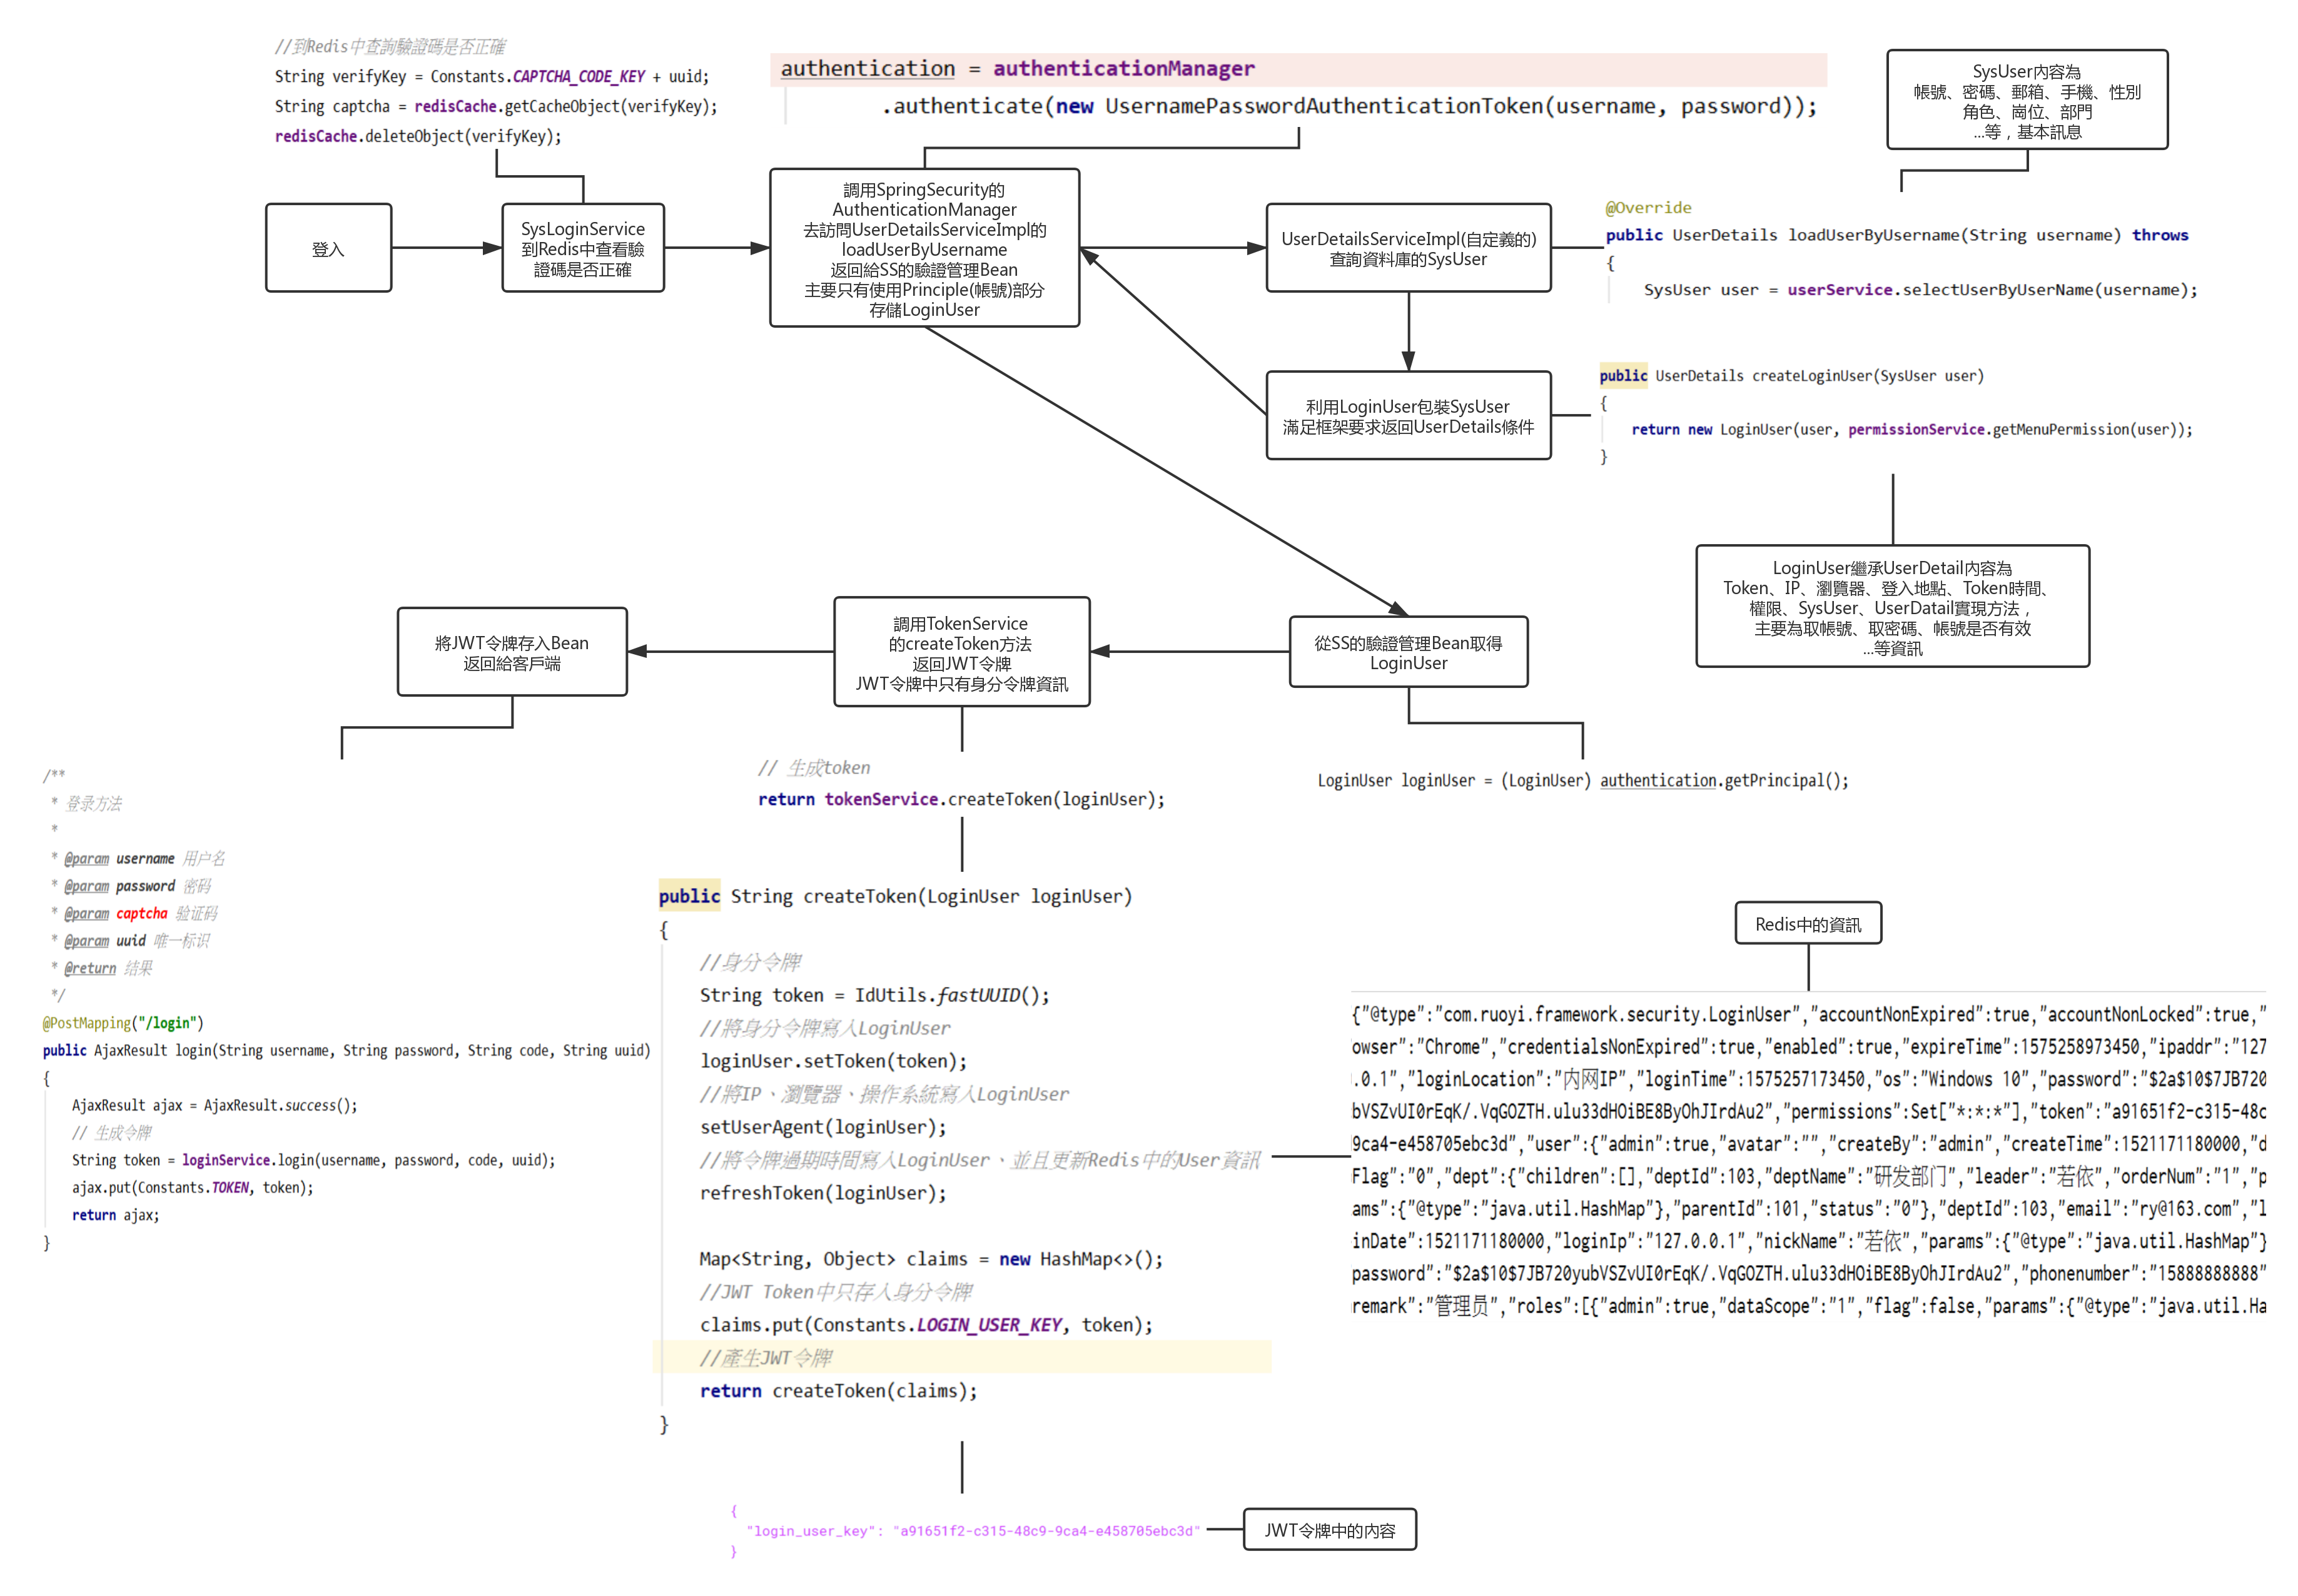 //到Redis中查詢驗證碼是否正確
String verifyKey = Constants.CAPTCHA_CODE_KEY + uuid;
String captcha = redisCache.getCacheObject(verifyKey);
redisCache.deleteObject(verifyKey);
authentication = authenticationManager
.authenticate(new UsernamePasswordAuthenticationToken(username, password));
SysUser內容為
帳號、密碼、郵箱、手機、性別
角色、崗位、部門
...等，基本訊息
登入
SysLoginService
到Redis中查看驗
證碼是否正確
調用SpringSecurity的
AuthenticationManager
去訪問UserDetailsServiceImpl的
loadUserByUsername
返回給SS的驗證管理Bean
主要只有使用Principle(帳號)部分
存儲LoginUser
UserDetailsServiceImpl(自定義的)
查詢資料庫的SysUser
@Override
public UserDetails loadUserByUsername(String username) throws
{
SysUser user = userService.selectUserByUserName(username);
利用LoginUser包裝SysUser
滿足框架要求返回UserDetails條件
public UserDetails createLoginUser(SysUser user)
{
return new LoginUser(user, permissionService.getMenuPermission(user));
}
LoginUser繼承UserDetail內容為
Token、IP、瀏覽器、登入地點、Token時間、
權限、SysUser、UserDatail實現方法，
主要為取帳號、取密碼、帳號是否有效
...等資訊
將JWT令牌存入Bean
返回給客戶端
調用TokenService
的createToken方法
返回JWT令牌
JWT令牌中只有身分令牌資訊
從SS的驗證管理Bean取得
LoginUser
// 生成token
return tokenService.createToken(loginUser);
LoginUser loginUser = (LoginUser) authentication.getPrincipal();
/**
* 登录方法
*
* @param username 用户名
* @param password 密码
* @param captcha 验证码
* @param uuid 唯一标识
* @return 结果
*/
@PostMapping("/login")
public AjaxResult login(String username, String password, String code, String uuid)
{
AjaxResult ajax = AjaxResult.success();
// 生成令牌
String token = loginService.login(username, password, code, uuid);
ajax.put(Constants.TOKEN, token);
return ajax;
}
public String createToken(LoginUser loginUser)
{
//身分令牌
String token = IdUtils.fastUUID();
//將身分令牌寫入LoginUser
loginUser.setToken(token);
//將IP、瀏覽器、操作系統寫入LoginUser
setUserAgent(loginUser);
//將令牌過期時間寫入LoginUser、並且更新Redis中的User資訊
refreshToken(loginUser);
Map<String, Object> claims = new HashMap<>();
//JWT Token中只存入身分令牌
claims.put(Constants.LOGIN_USER_KEY, token);
//產生JWT令牌
return createToken(claims);
}
Redis中的資訊
{"@type":"com.ruoyi.framework.security.LoginUser","accountNonExpired":true,"accountNonLocked":true,"
owser":"Chrome","credentialsNonExpired":true,"enabled":true,"expireTime":1575258973450,"ipaddr":"127
.0.1","loginLocation":"内网IP","loginTime":1575257173450,"os":"Windows 10","password":"$2a$10$7JB720
bVSZvUI0rEqK/.VqGOZTH.ulu33dHOiBE8ByOhJIrdAu2","permissions":Set["*:*:*"],"token":"a91651f2-c315-48c
9ca4-e458705ebc3d","user":{"admin":true,"avatar":"","createBy":"admin","createTime":1521171180000,"d
Flag":"0","dept":{"children":[],"deptId":103,"deptName":"研发部门","leader":"若依","orderNum":"1","p
ams":{"@type":"java.util.HashMap"},"parentId":101,"status":"0"},"deptId":103,"email":"ry@163.com","l
inDate":1521171180000,"loginIp":"127.0.0.1","nickName":"若依","params":{"@type":"java.util.HashMap"}
password":"$2a$10$7JB720yubVSZvUI0rEqK/.VqGOZTH.ulu33dHOiBE8ByOhJIrdAu2","phonenumber":"15888888888"
remark":"管理员","roles":[{"admin":true,"dataScope":"1","flag":false,"params":{"@type":"java.util.Ha
{
"login_user_key": "a91651f2-c315-48c9-9ca4-e458705ebc3d"
}
JWT令牌中的內容